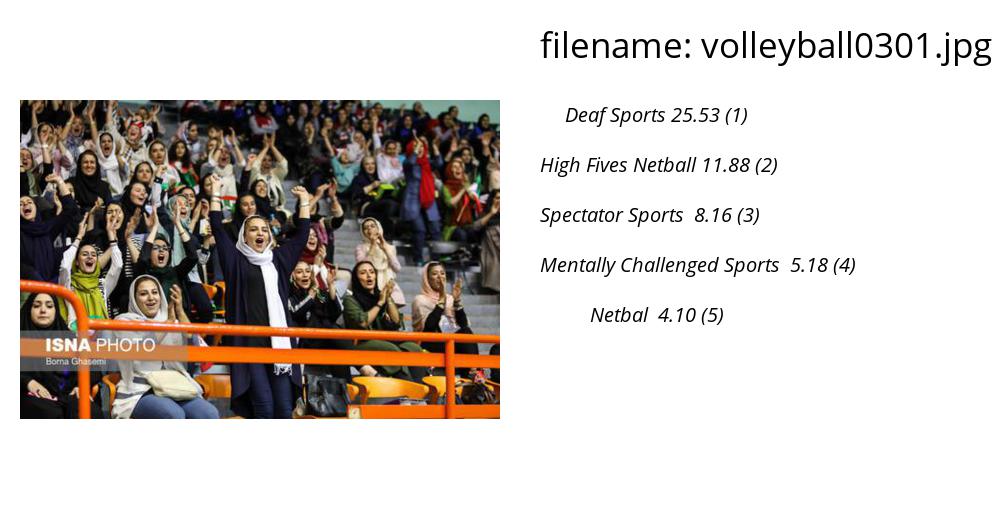 filename: volleyball0301.jpg
Deaf Sports 25.53 (1)
High Fives Netball 11.88 (2)
Spectator Sports 8.16 (3)
Mentally Challenged Sports 5.18 (4)
Netbal 4.10 (5)
ISNA PHOTO
Borna Ghasemi